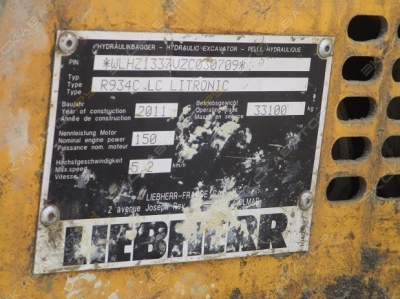 HYDRAULIKBAGGER - HYDRAULIC-EXCAVATOR - PELLE HYDRAULIQUE
PIN *WLHZ1337VZC030709*
Typ
Type R934C LC LITRONIC
Type
Baujahr
Year of construction 2011
Année de construction
Betriebsgewicht
Operating weight 33100 kg
Masse en service
Nennleistung Motor
Nominal engine power 150
Puissance nom. moteur
Höchstgeschwindigkeit
Max.speed 5,2
Vitesse
LIEBHERR-FRANCE COLMAR
2 avenue Joseph Rey
LIEBHERR